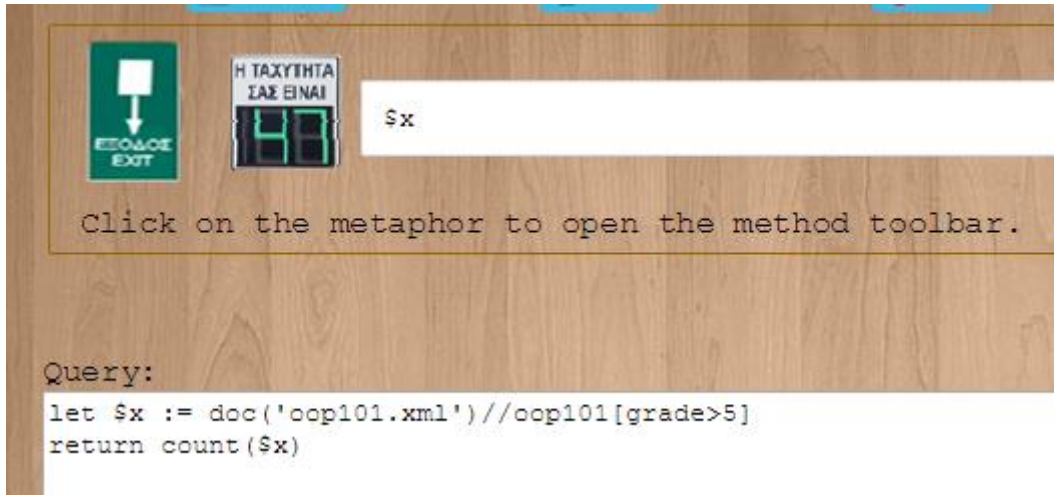 Η ΤΑΧΥΤΗΤΑ
ΣΑΣ ΕΙΝΑΙ
47
ΕΞΟΔΟΣ
EXIT
$x
Click on the metaphor to open the method toolbar.
Query:
let $x := doc('oop101.xml')//oop101[grade>5]
return count($x)